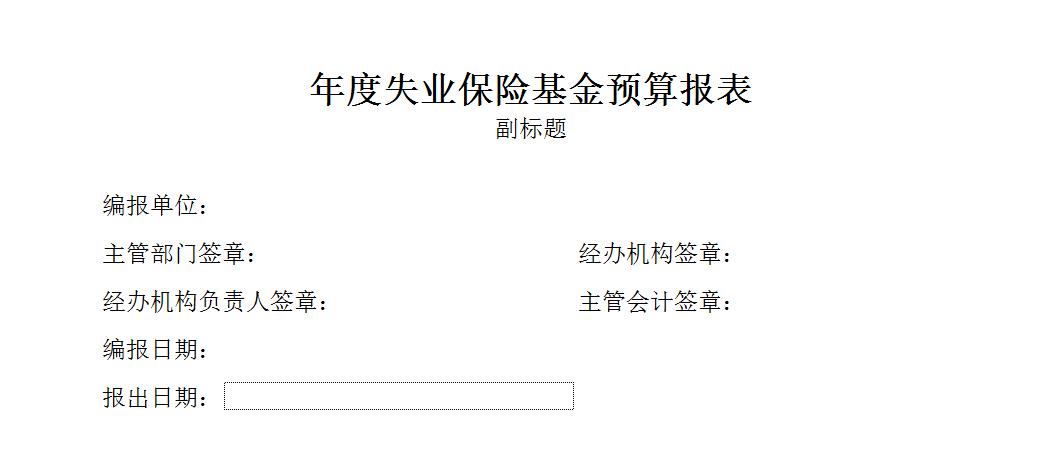 年度失业保险基金预算报表
副标题
编报单位：
主管部门签章： 经办机构签章：
经办机构负责人签章： 主管会计签章：
编报日期：
报出日期：